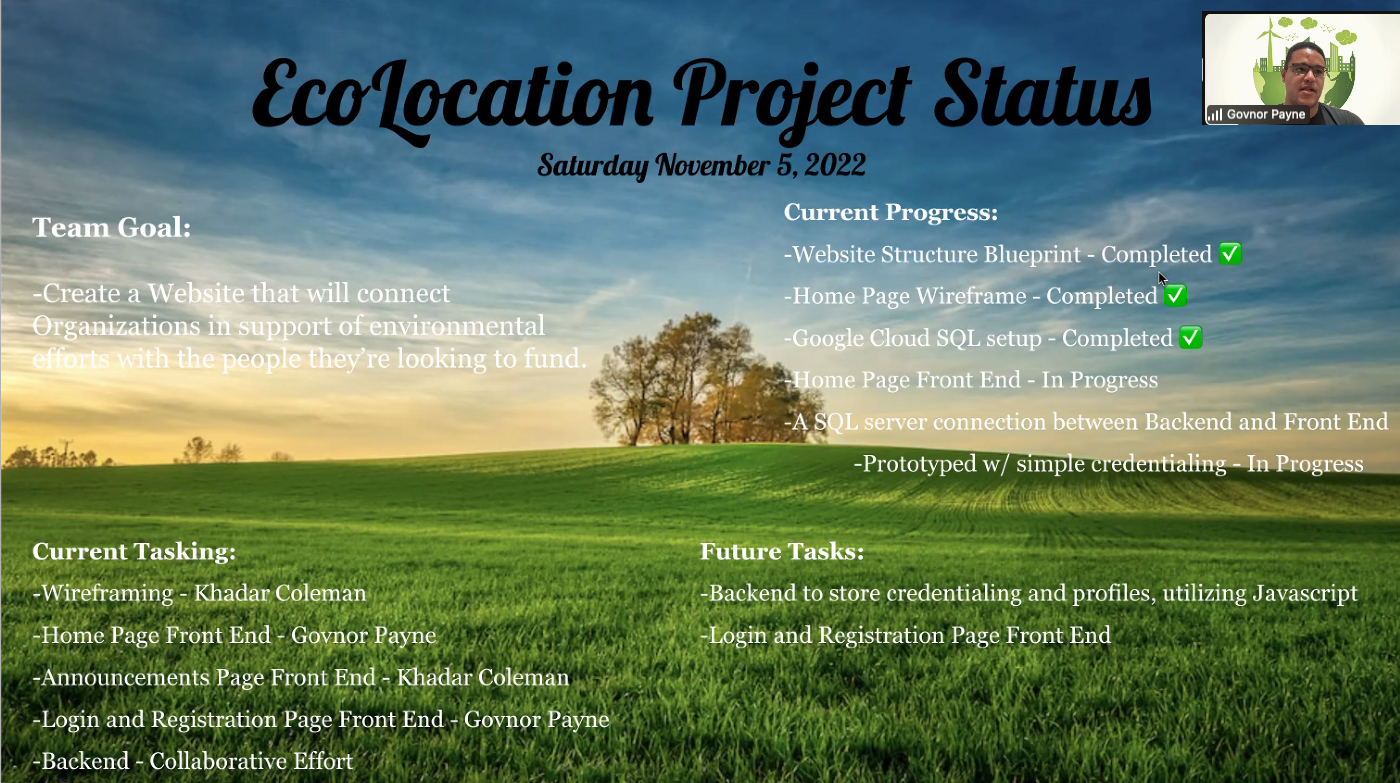 EcoLocation Project Status
Saturday November 5, 2022
Govnor Payne
Team Goal:
-Create a Website that will connect
Organizations in support of environmental
efforts with the people they’re looking to fund.
Current Progress:
-Website Structure Blueprint - Completed ✅
-Home Page Wireframe - Completed ✅
-Google Cloud SQL setup - Completed ✅
-Home Page Front End - In Progress
-A SQL server connection between Backend and Front End
-Prototyped w/ simple credentialing - In Progress
Current Tasking:
-Wireframing - Khadar Coleman
-Home Page Front End - Govnor Payne
-Announcements Page Front End - Khadar Coleman
-Login and Registration Page Front End - Govnor Payne
-Backend - Collaborative Effort
Future Tasks:
-Backend to store credentialing and profiles, utilizing Javascript
-Login and Registration Page Front End